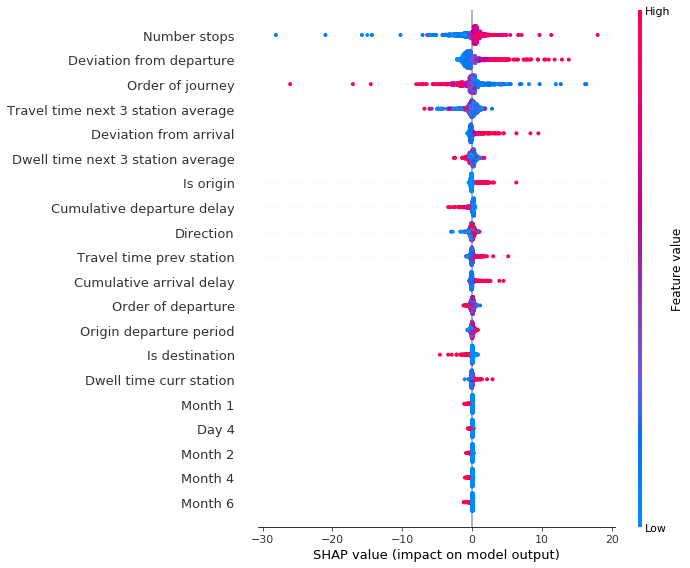 High
Number stops
Deviation from departure
Order of journey
Travel time next 3 station average
Deviation from arrival
Dwell time next 3 station average
Is origin
Cumulative departure delay
Direction
Travel time prev station
Cumulative arrival delay
Order of departure
Origin departure period
Is destination
Dwell time curr station
Month 1
Day 4
Month 2
Month 4
Month 6
Feature value
Low
−30 −20 −10 0 10 20
SHAP value (impact on model output)